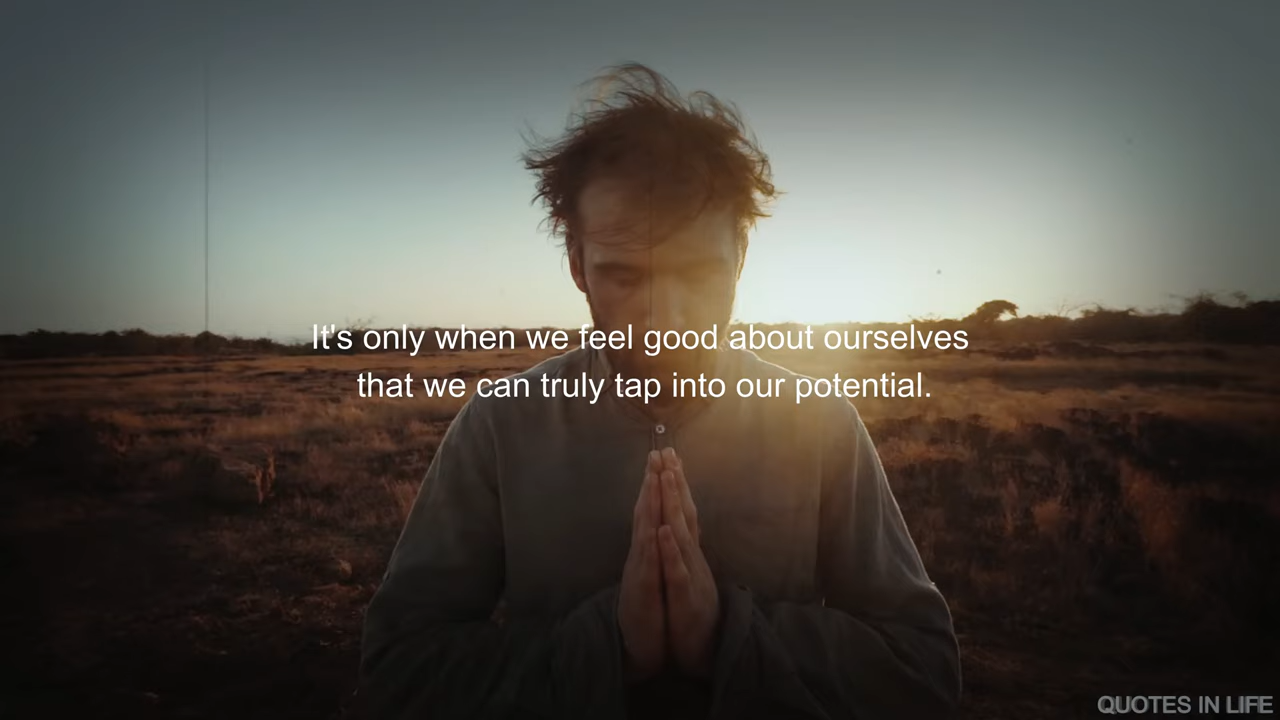 It's only when we feel good about ourselves
that we can truly tap into our potential.
QUOTES IN LIFE